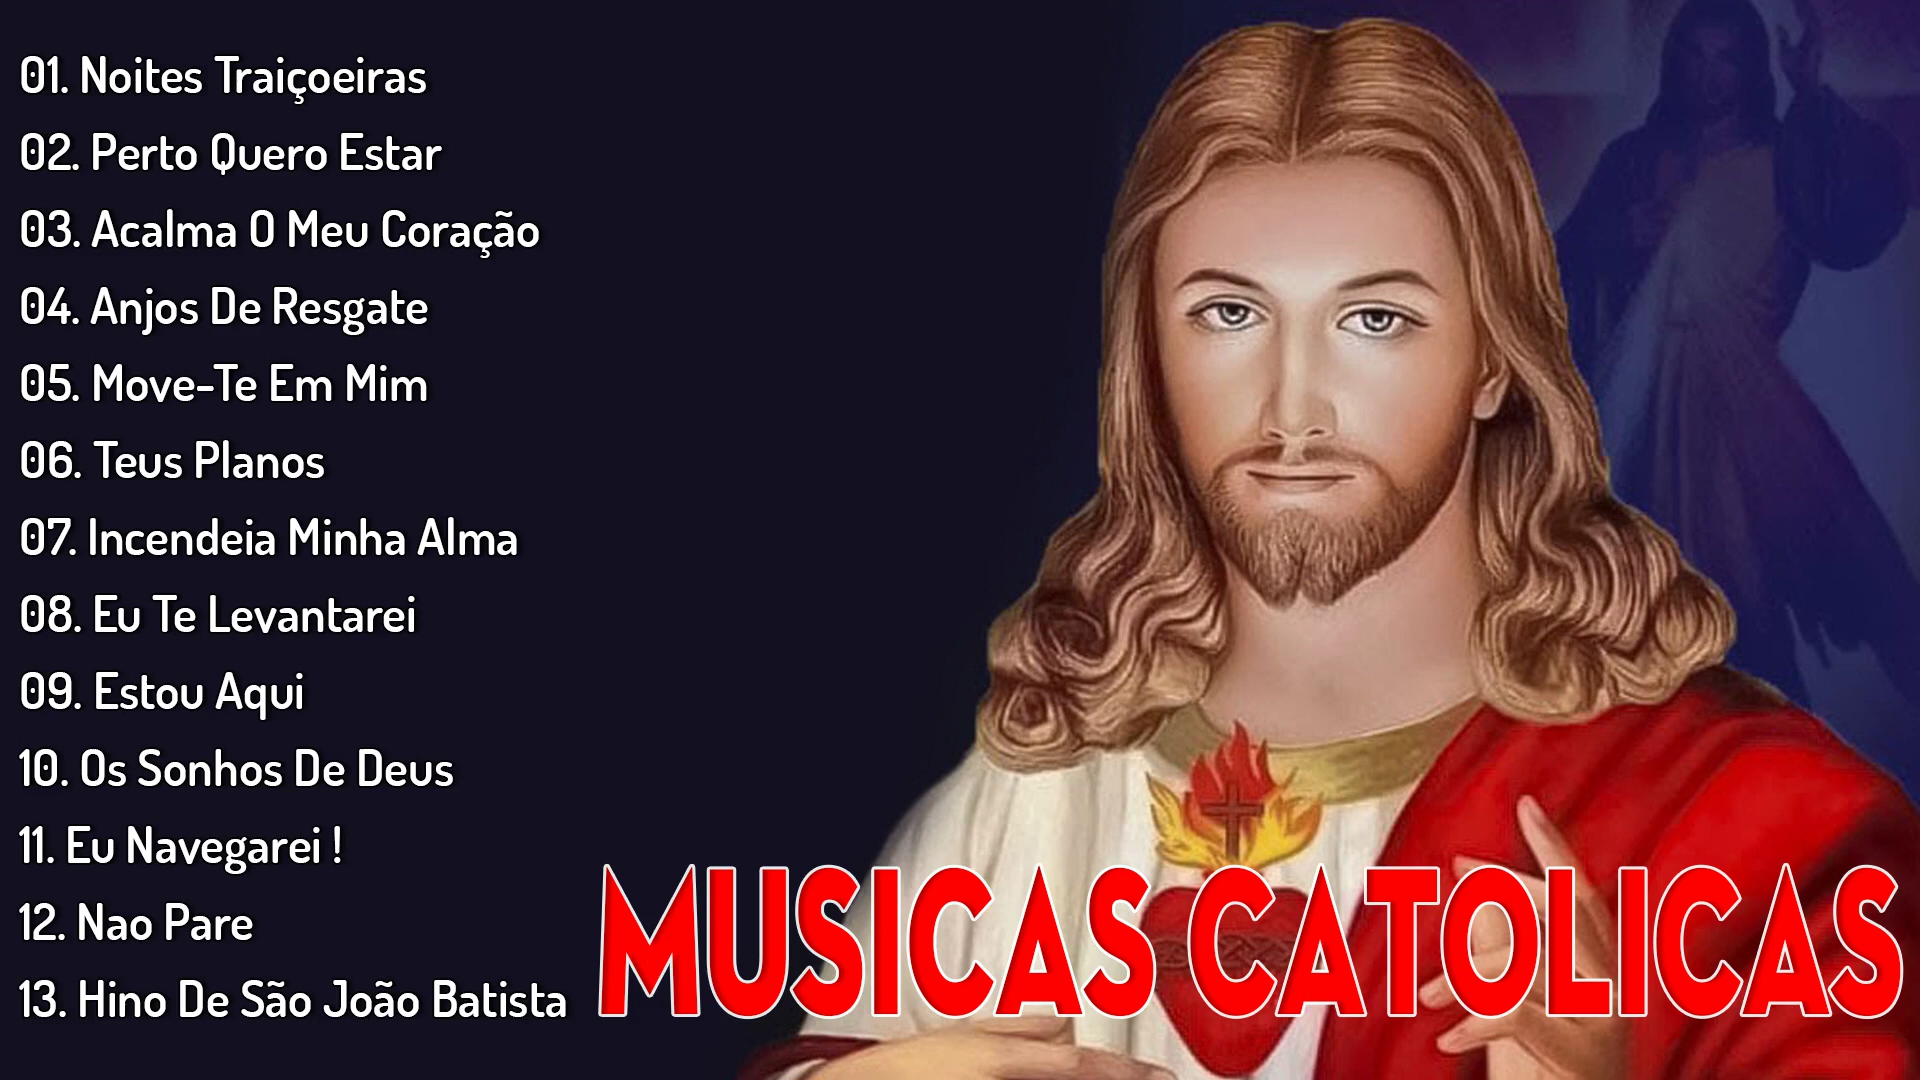 01. Noites Traiçoeiras
02. Perto Quero Estar
03. Acalma O Meu Coração
04. Anjos De Resgate
05. Move-Te Em Mim
06. Teus Planos
07. Incendeia Minha Alma
08. Eu Te Levantarei
09. Estou Aqui
10. Os Sonhos De Deus
11. Eu Navegarei !
12. Nao Pare
13. Hino De São João Batista
MUSICAS CATOLICAS